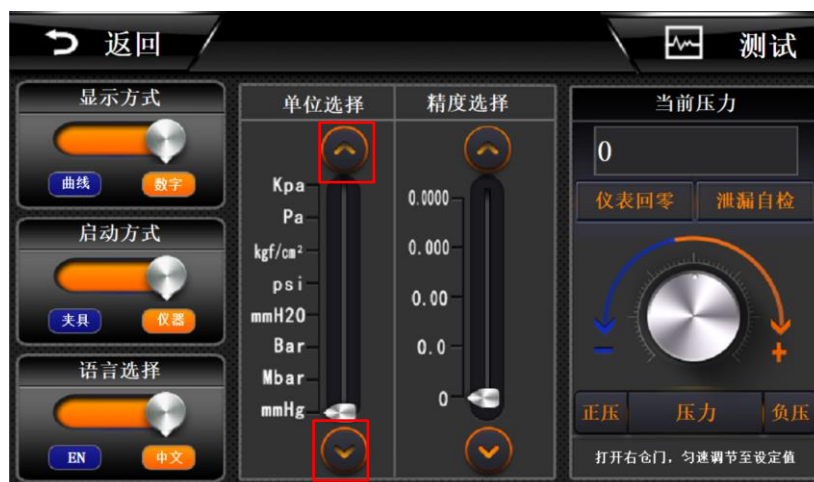 返回
测试
显示方式
曲线
数字
启动方式
夹具
仪器
语言选择
EN
中文
单位选择
Kpa
Pa
kgf/cm²
psi
mmH20
Bar
Mbar
mmHg
精度选择
0.0000
0.000
0.00
0.0
0
当前压力
0
仪表回零
泄漏自检
−
+
正压
压力
负压
打开右仓门，匀速调节至设定值